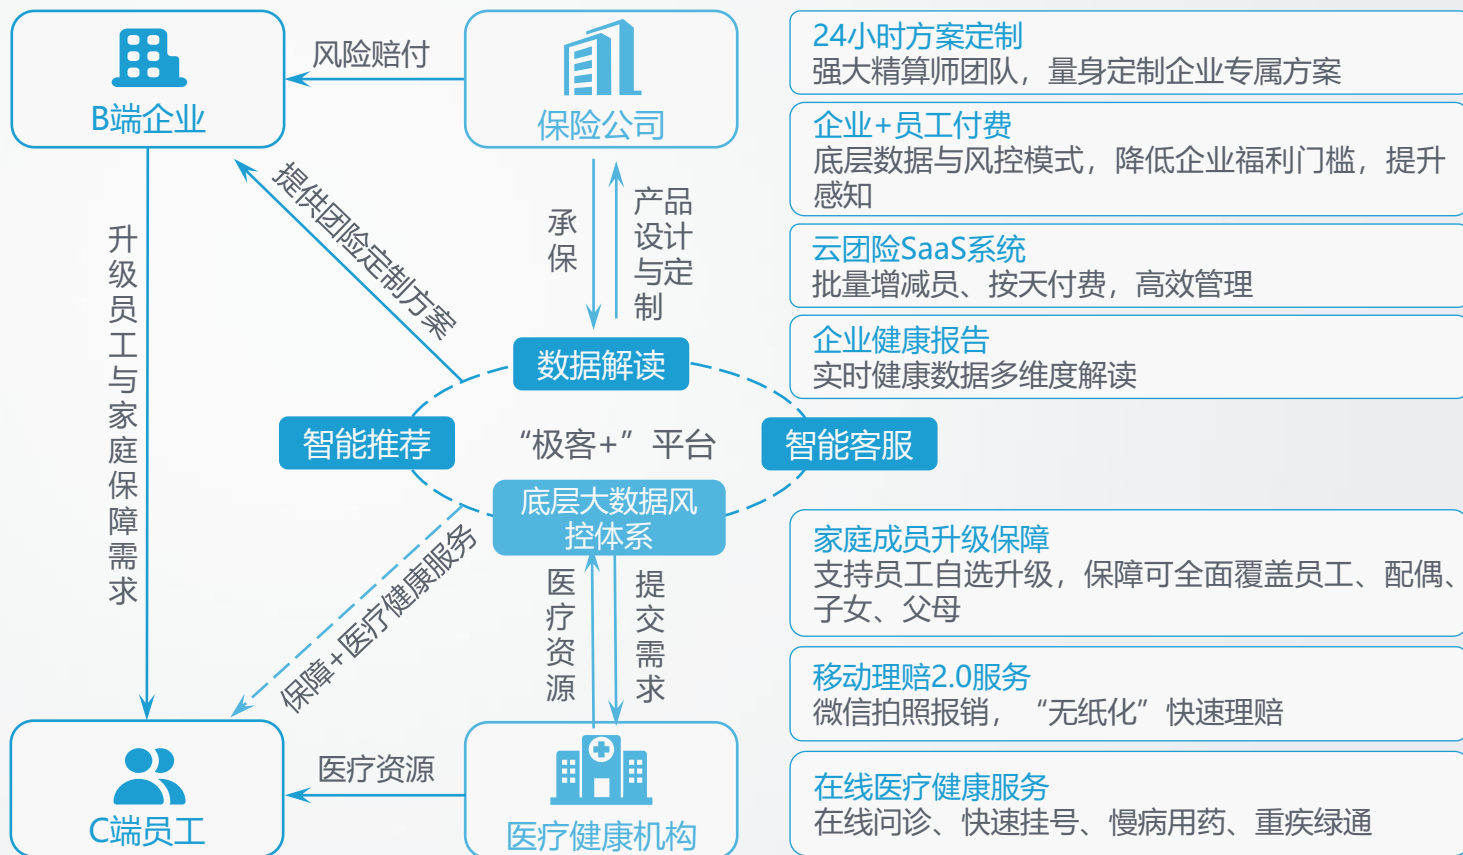 B端企业
风险赔付
保险公司
提供团险定制方案
承
保
产品
设计
与定
制
升
级
员
工
与
家
庭
保
障
需
求
数据解读
智能推荐
“极客+”平台
智能客服
底层大数据风
控体系
保障+医疗健康服务
医
疗
资
源
提
交
需
求
C端员工
医疗资源
医疗健康机构
24小时方案定制
强大精算师团队，量身定制企业专属方案
企业+员工付费
底层数据与风控模式，降低企业福利门槛，提升
感知
云团险SaaS系统
批量增减员、按天付费，高效管理
企业健康报告
实时健康数据多维度解读
家庭成员升级保障
支持员工自选升级，保障可全面覆盖员工、配偶、
子女、父母
移动理赔2.0服务
微信拍照报销，“无纸化”快速理赔
在线医疗健康服务
在线问诊、快速挂号、慢病用药、重疾绿通